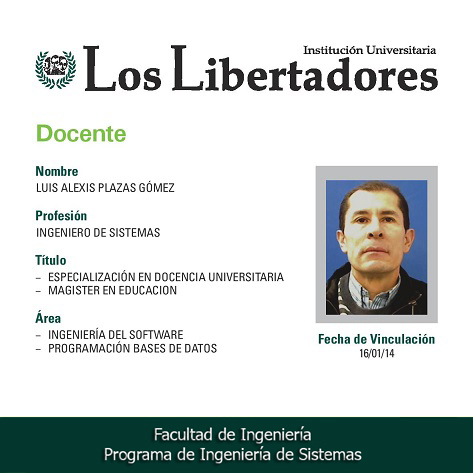 Institución Universitaria
LOS LIBERTADORES
Docente
Nombre
LUIS ALEXIS PLAZAS GÓMEZ
Profesión
INGENIERO DE SISTEMAS
Título
– ESPECIALIZACIÓN EN DOCENCIA UNIVERSITARIA
– MAGISTER EN EDUCACION
Área
– INGENIERÍA DEL SOFTWARE
– PROGRAMACIÓN BASES DE DATOS
Fecha de Vinculación
16/01/14
Facultad de Ingeniería
Programa de Ingeniería de Sistemas